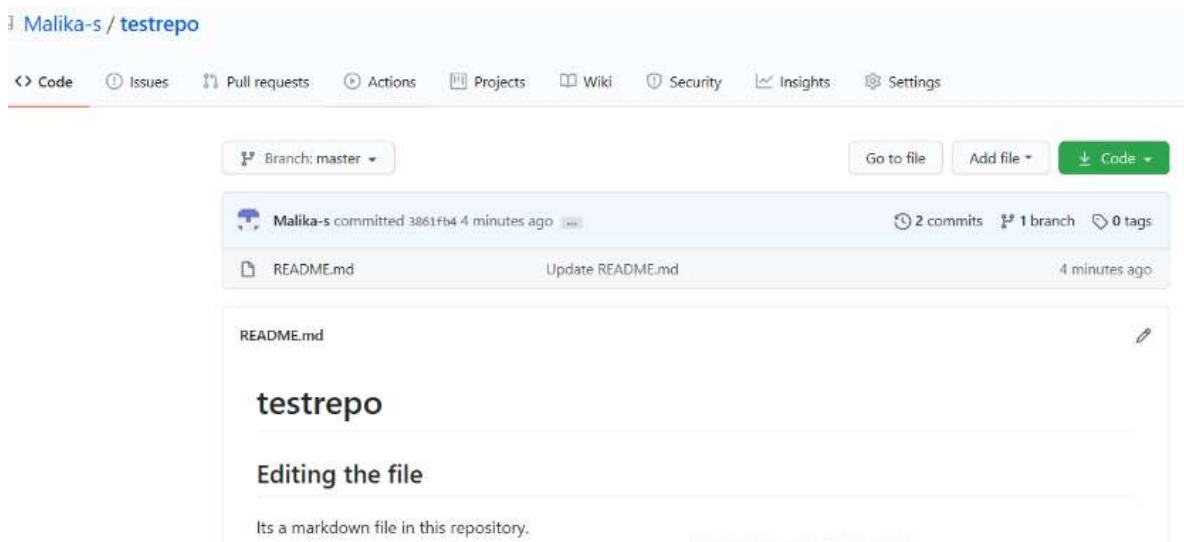 Malika-s / testrepo
Code Issues Pull requests Actions Projects Wiki Security Insights Settings
Branch: master Go to file Add file Code
Malika-s committed 3861fb4 4 minutes ago ... 2 commits 1 branch 0 tags
README.md Update README.md 4 minutes ago
README.md
testrepo
Editing the file
Its a markdown file in this repository.